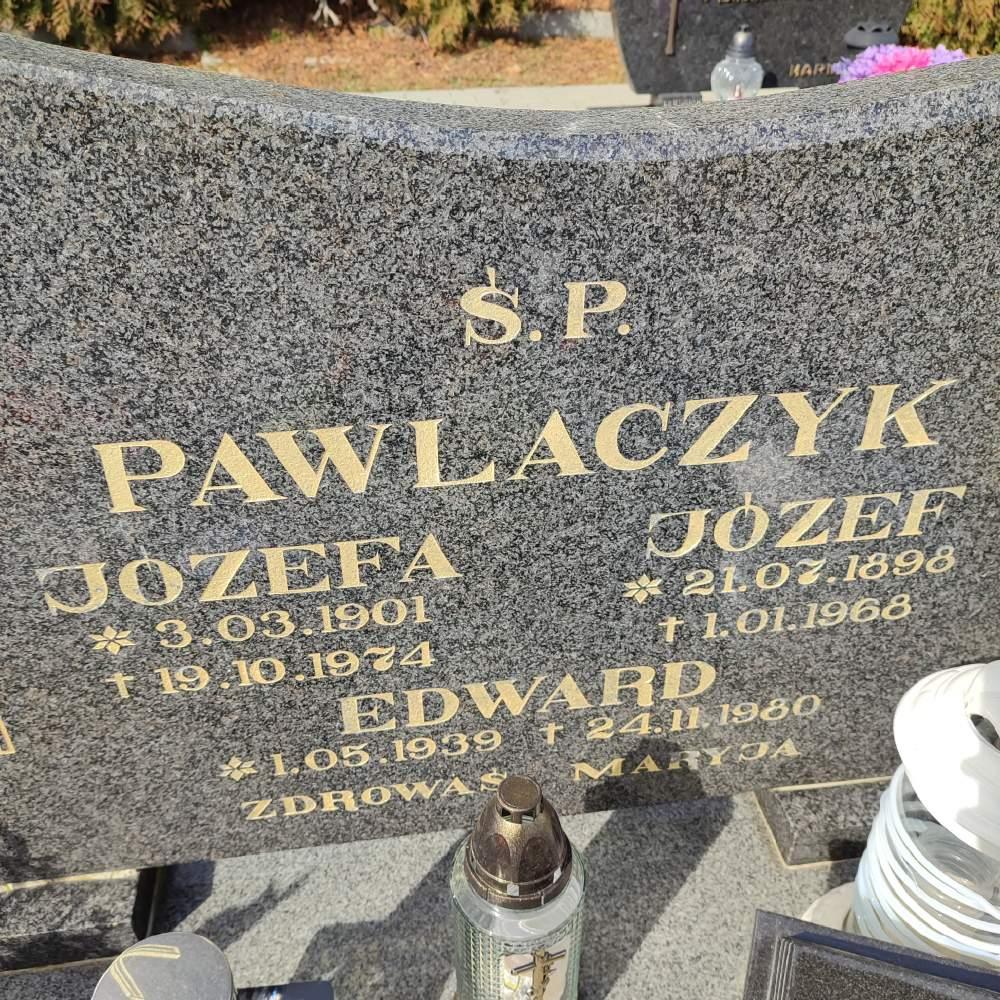 Ś.P.
PAWLACZYK
JÓZEFA
* 3.03.1901
† 19.10.1974
JÓZEF
* 21.07.1898
† 1.01.1968
EDWARD
* 1.05.1939 † 24.11.1980
ZDROWAŚ MARYJA